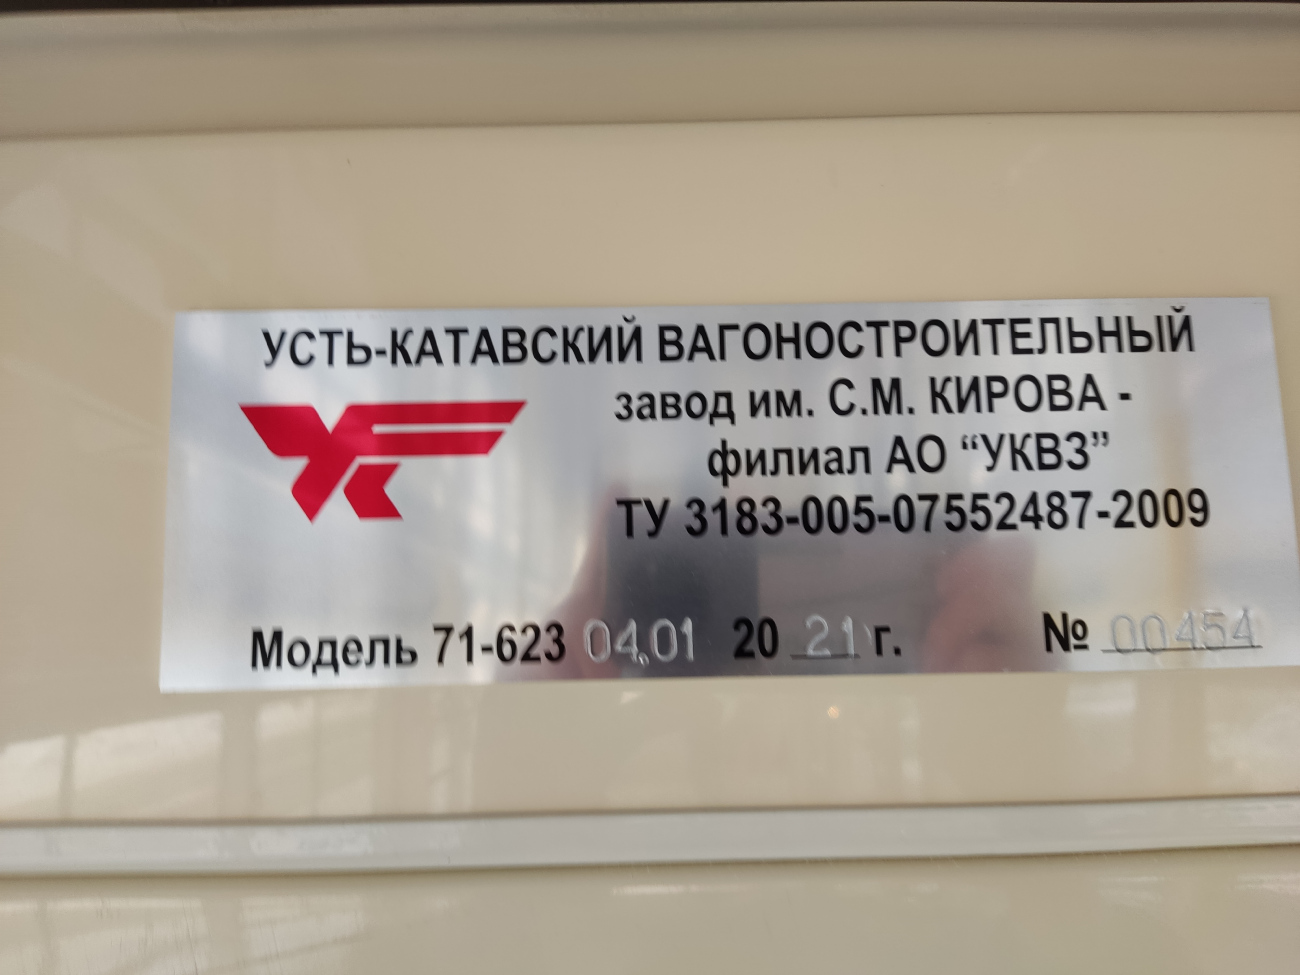 УСТЬ-КАТАВСКИЙ ВАГОНОСТРОИТЕЛЬНЫЙ
завод им. С.М. КИРОВА -
филиал АО “УКВЗ”
ТУ 3183-005-07552487-2009
Модель 71-623 04.01 20 21 г. № 00454